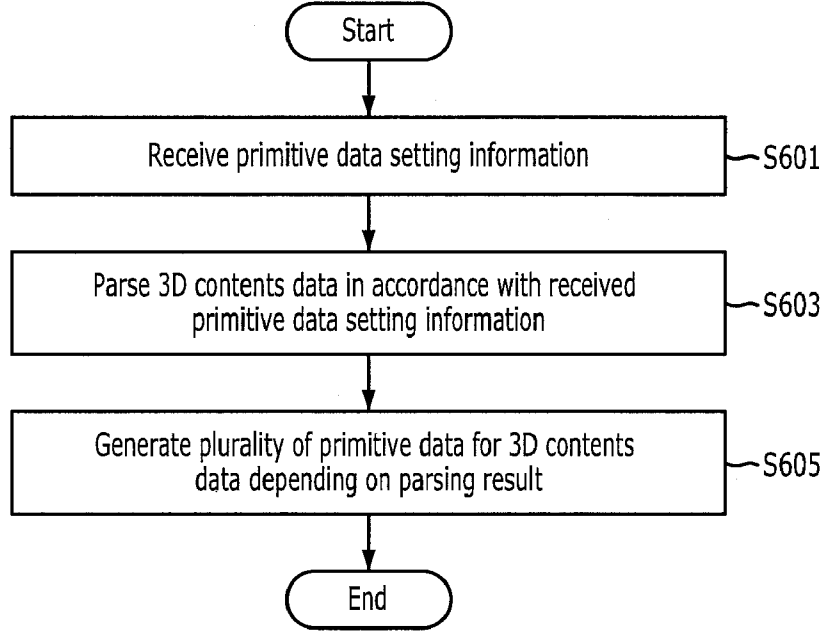 Start
Receive primitive data setting information
S601
Parse 3D contents data in accordance with received
primitive data setting information
S603
Generate plurality of primitive data for 3D contents
data depending on parsing result
S605
End